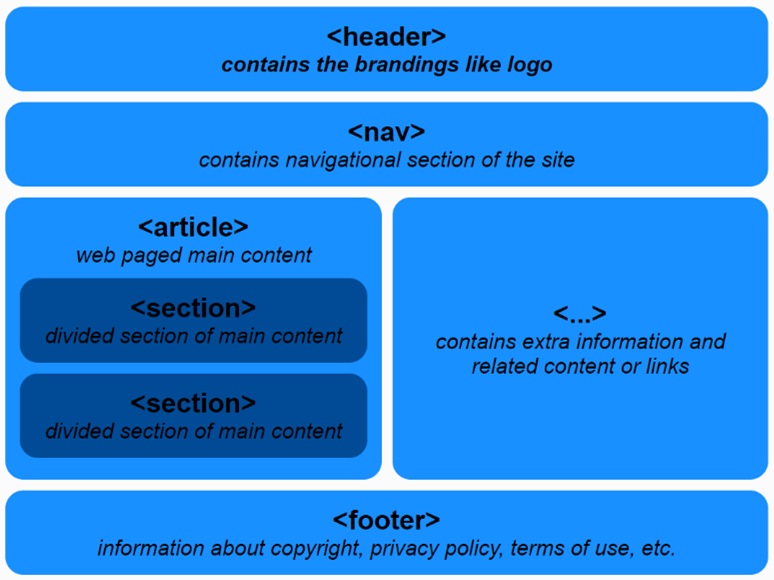 <header>
contains the brandings like logo
<nav>
contains navigational section of the site
<article>
web paged main content
<section>
divided section of main content
<section>
divided section of main content
<...>
contains extra information and
related content or links
<footer>
information about copyright, privacy policy, terms of use, etc.